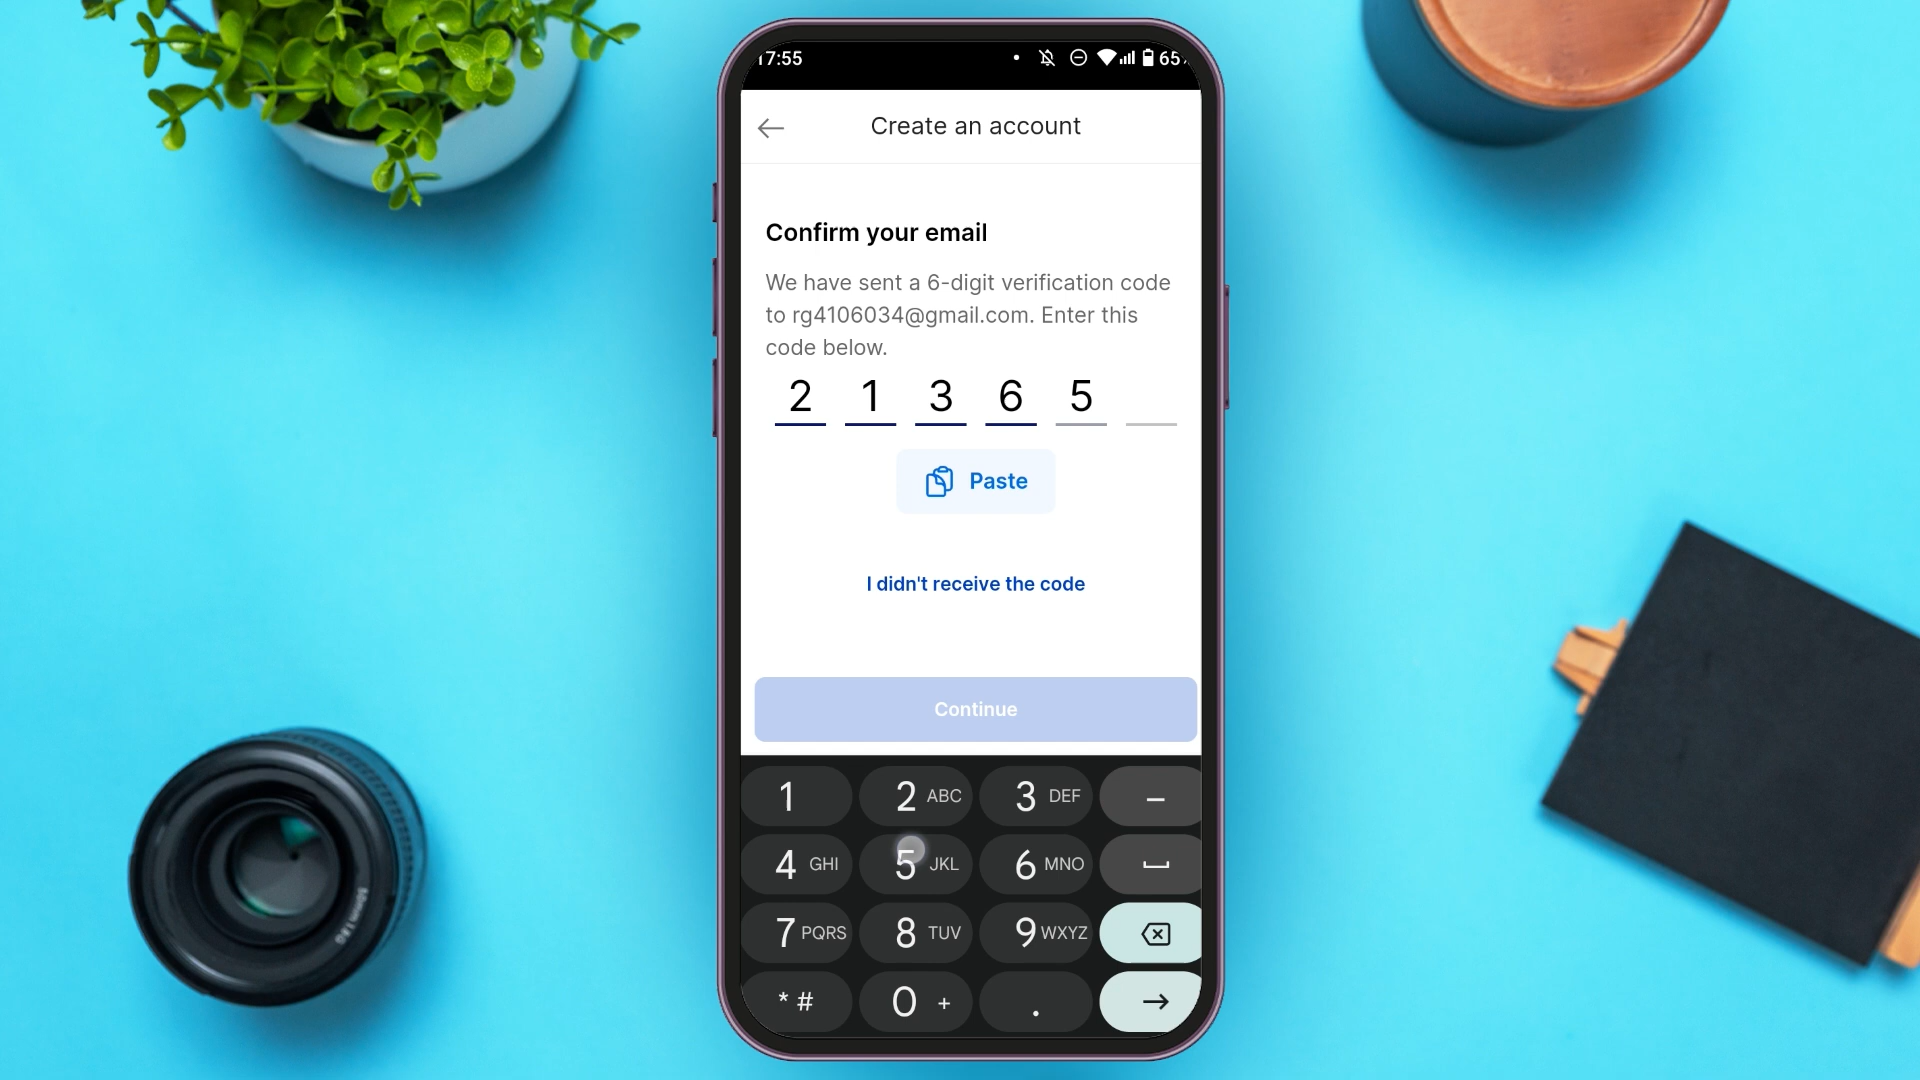 17:55
65
Create an account
Confirm your email
We have sent a 6-digit verification code
to rg4106034@gmail.com. Enter this
code below.
2 1 3 6 5
Paste
I didn't receive the code
Continue
1 2 ABC 3 DEF –
4 GHI 5 JKL 6 MNO
7 PQRS 8 TUV 9 WXYZ
* # 0 + .